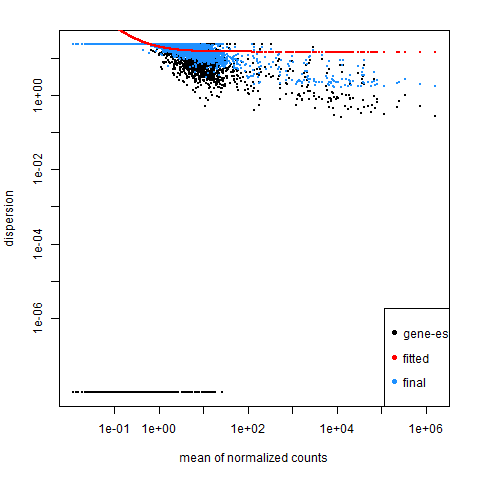 dispersion
1e+00
1e-02
1e-04
1e-06
gene-es
fitted
final
1e-01 1e+00 1e+02 1e+04 1e+06
mean of normalized counts